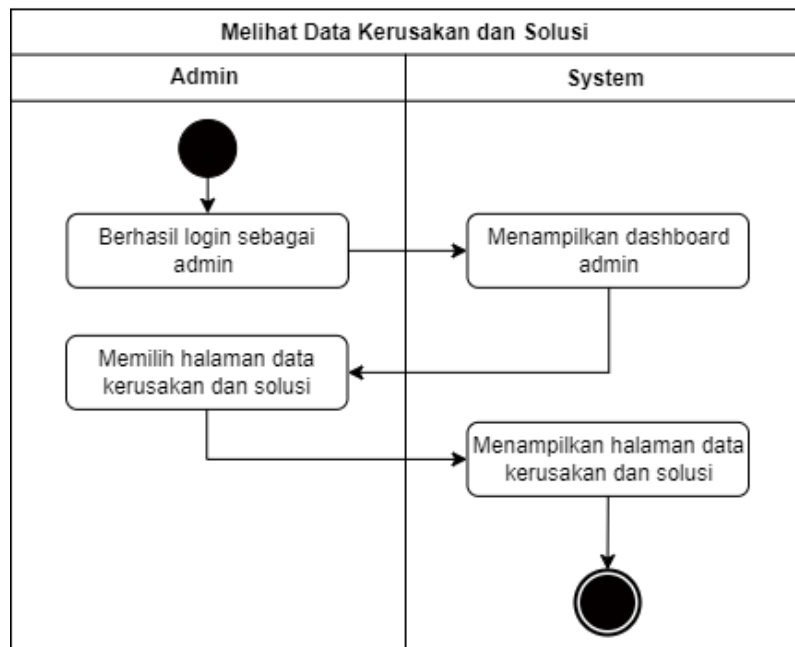 Melihat Data Kerusakan dan Solusi
Admin
System
Berhasil login sebagai
admin
Menampilkan dashboard
admin
Memilih halaman data
kerusakan dan solusi
Menampilkan halaman data
kerusakan dan solusi